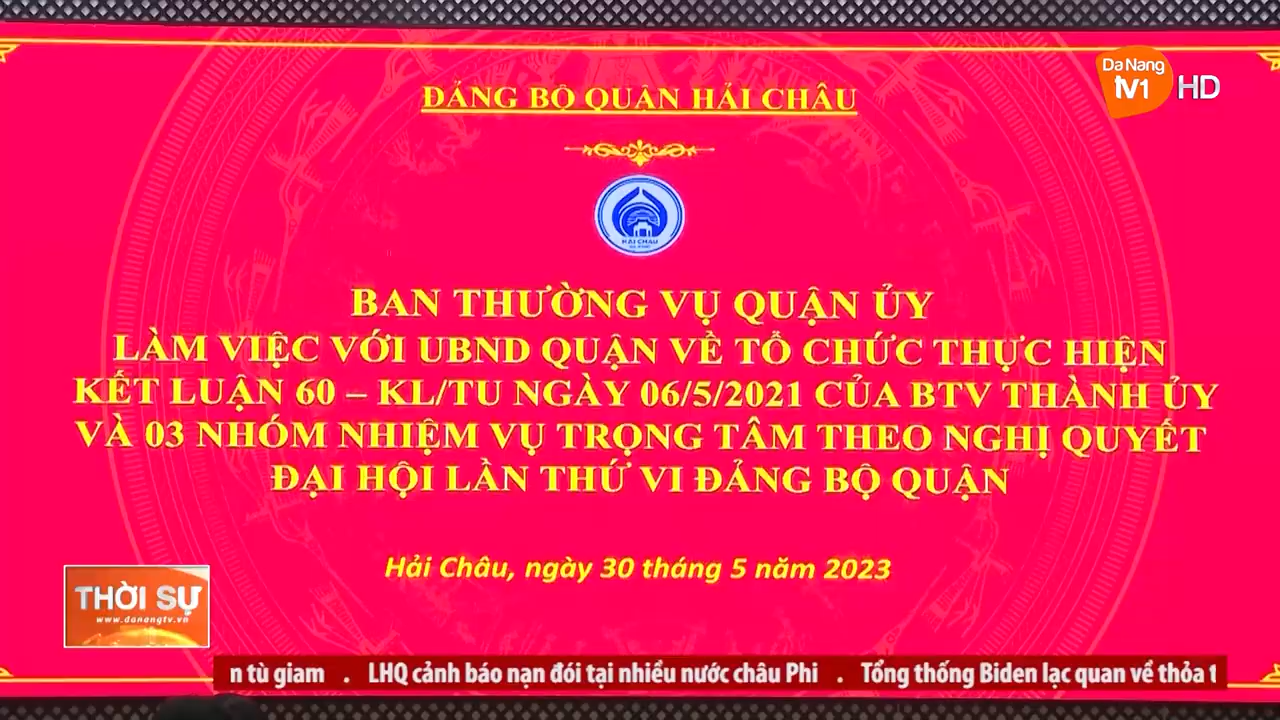 Da Nang
TV1 HD
ĐẢNG BỘ QUẬN HẢI CHÂU
HẢI CHÂU
BAN THƯỜNG VỤ QUẬN ỦY
LÀM VIỆC VỚI UBND QUẬN VỀ TỔ CHỨC THỰC HIỆN
KẾT LUẬN 60 – KL/TU NGÀY 06/5/2021 CỦA BTV THÀNH ỦY
VÀ 03 NHÓM NHIỆM VỤ TRỌNG TÂM THEO NGHỊ QUYẾT
ĐẠI HỘI LẦN THỨ VI ĐẢNG BỘ QUẬN
Hải Châu, ngày 30 tháng 5 năm 2023
THỜI SỰ
www.danangtv.vn
n tù giam . LHQ cảnh báo nạn đói tại nhiều nước châu Phi . Tổng thống Biden lạc quan về thỏa t